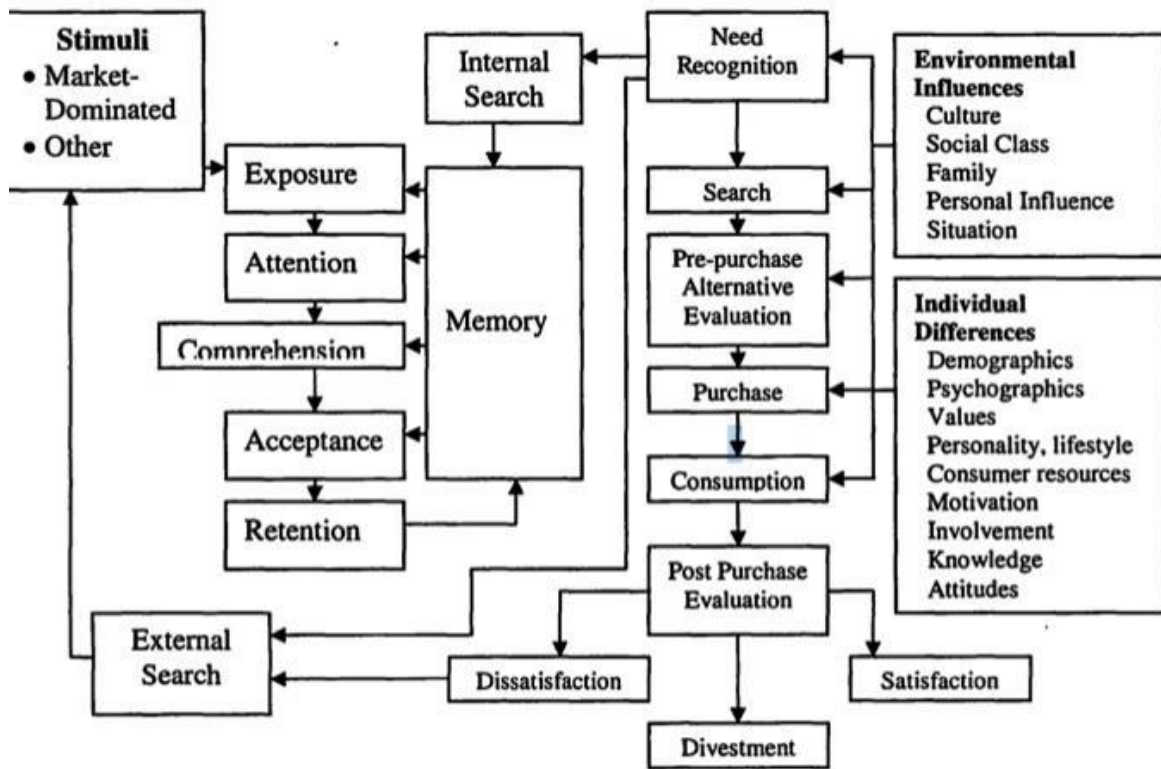 Stimuli
• Market-
Dominated
• Other
Internal
Search
Need
Recognition
Environmental
Influences
Culture
Social Class
Family
Personal Influence
Situation
Exposure
Attention
Comprehension
Acceptance
Retention
Memory
Search
Pre-purchase
Alternative
Evaluation
Purchase
Consumption
Post Purchase
Evaluation
Individual
Differences
Demographics
Psychographics
Values
Personality, lifestyle
Consumer resources
Motivation
Involvement
Knowledge
Attitudes
External
Search
Dissatisfaction
Satisfaction
Divestment